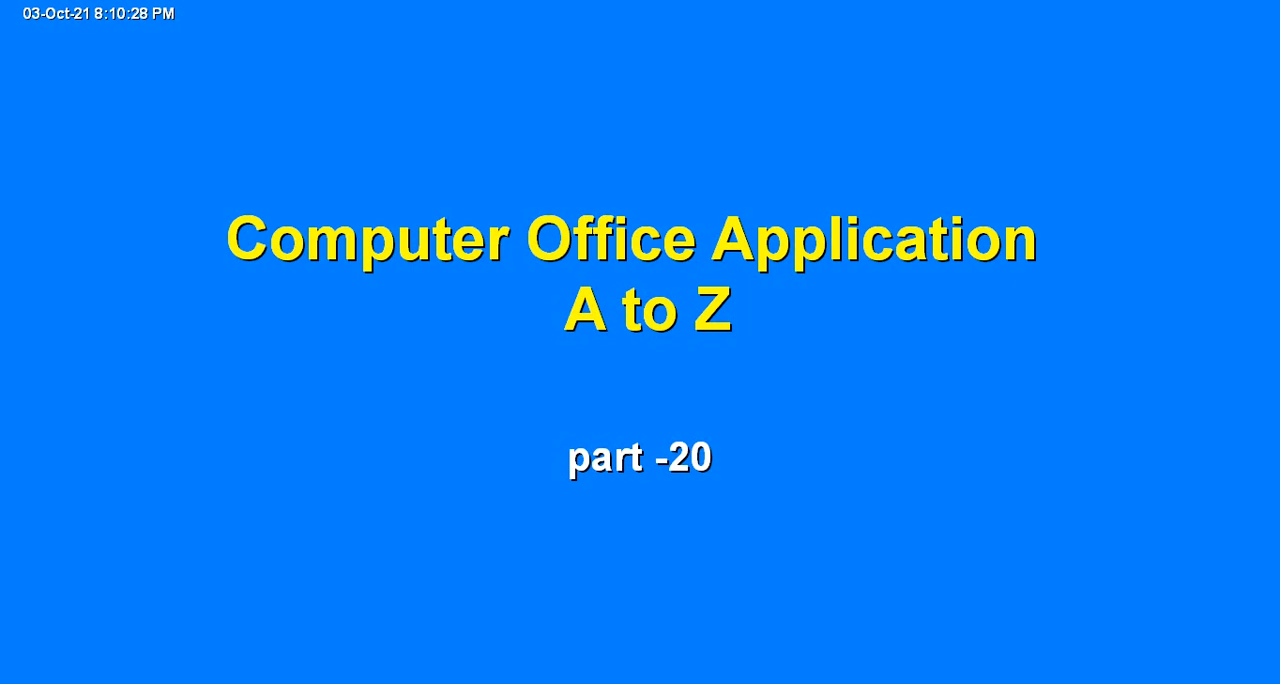 03-Oct-21 8:10:28 PM
Computer Office Application
A to Z
part -20